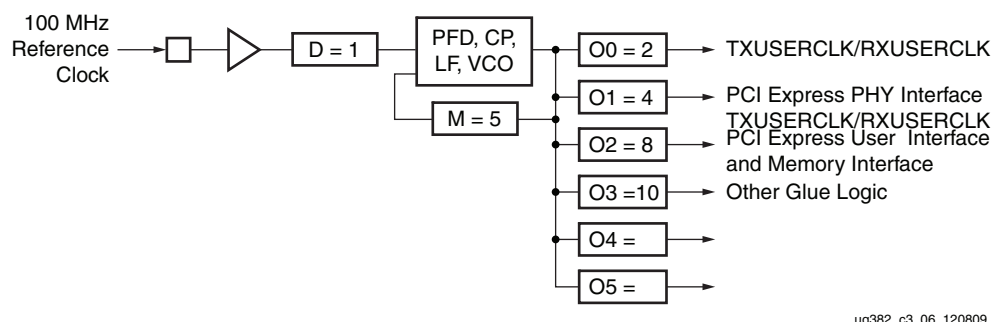 100 MHz
Reference
Clock
D = 1
PFD, CP,
LF, VCO
M = 5
O0 = 2
TXUSERCLK/RXUSERCLK
O1 = 4
PCI Express PHY Interface
TXUSERCLK/RXUSERCLK
O2 = 8
PCI Express User Interface
and Memory Interface
O3 =10
Other Glue Logic
O4 =
O5 =
ug382_c3_06_120809